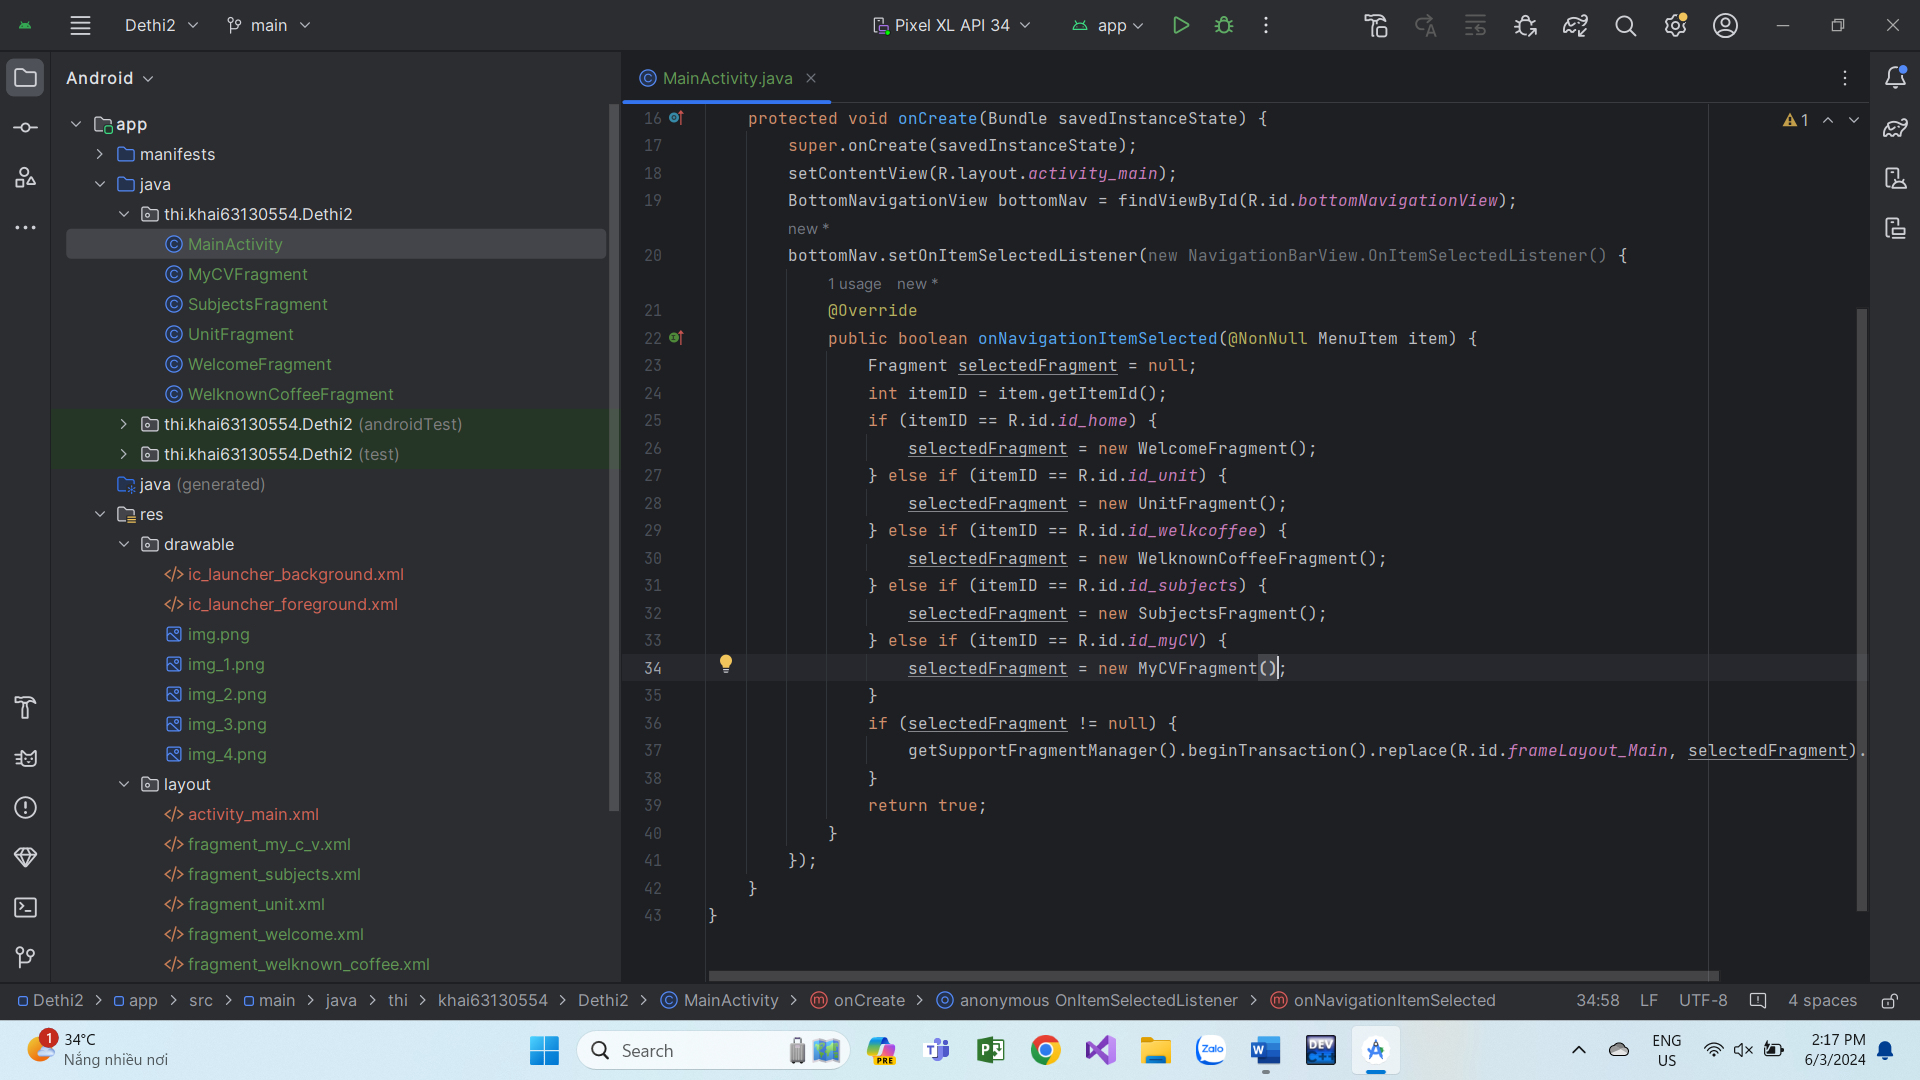 Dethi2
main
Pixel XL API 34
app
Android
app
manifests
java
thi.khai63130554.Dethi2
MainActivity
MyCVFragment
SubjectsFragment
UnitFragment
WelcomeFragment
WelknownCoffeeFragment
thi.khai63130554.Dethi2 (androidTest)
thi.khai63130554.Dethi2 (test)
java (generated)
res
drawable
ic_launcher_background.xml
ic_launcher_foreground.xml
img.png
img_1.png
img_2.png
img_3.png
img_4.png
layout
activity_main.xml
fragment_my_c_v.xml
fragment_subjects.xml
fragment_unit.xml
fragment_welcome.xml
fragment_welknown_coffee.xml
MainActivity.java
1
16 protected void onCreate(Bundle savedInstanceState) {
17 super.onCreate(savedInstanceState);
18 setContentView(R.layout.activity_main);
19 BottomNavigationView bottomNav = findViewById(R.id.bottomNavigationView);
new *
20 bottomNav.setOnItemSelectedListener(new NavigationBarView.OnItemSelectedListener() {
1 usage new *
21 @Override
22 public boolean onNavigationItemSelected(@NonNull MenuItem item) {
23 Fragment selectedFragment = null;
24 int itemID = item.getItemId();
25 if (itemID == R.id.id_home) {
26 selectedFragment = new WelcomeFragment();
27 } else if (itemID == R.id.id_unit) {
28 selectedFragment = new UnitFragment();
29 } else if (itemID == R.id.id_welkcoffee) {
30 selectedFragment = new WelknownCoffeeFragment();
31 } else if (itemID == R.id.id_subjects) {
32 selectedFragment = new SubjectsFragment();
33 } else if (itemID == R.id.id_myCV) {
34 selectedFragment = new MyCVFragment();
35 }
36 if (selectedFragment != null) {
37 getSupportFragmentManager().beginTransaction().replace(R.id.frameLayout_Main, selectedFragment).
38 }
39 return true;
40 }
41 });
42 }
43 }
Dethi2 > app > src > main > java > thi > khai63130554 > Dethi2 > MainActivity > onCreate > anonymous OnItemSelectedListener > onNavigationItemSelected
34:58 LF UTF-8 4 spaces
1
34°C
Nắng nhiều nơi
Search
PRE
Zalo
DEV
C++
ENG
US
2:17 PM
6/3/2024